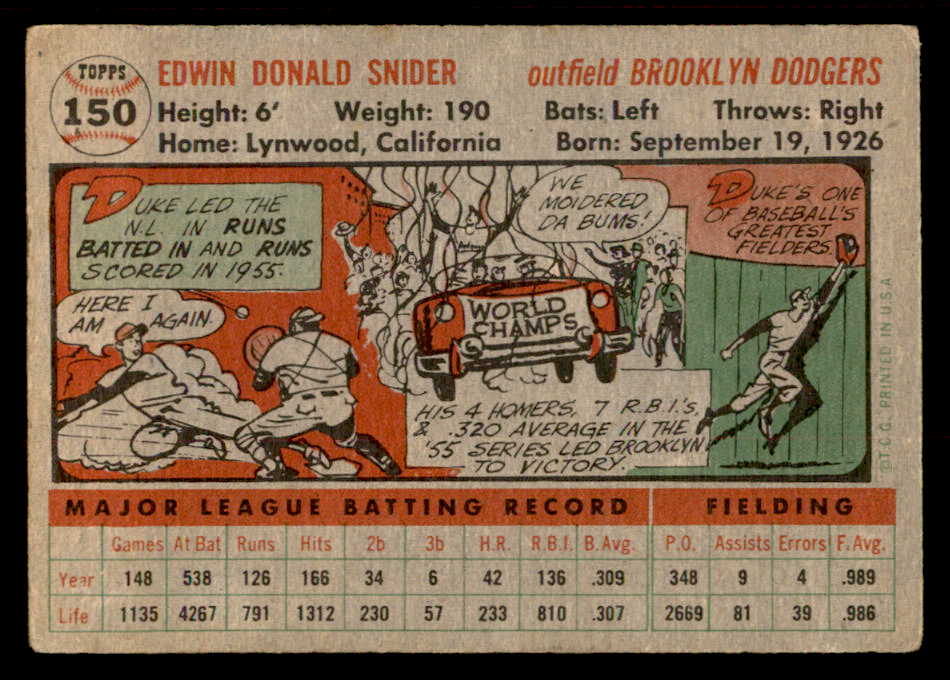 TOPPS
150
EDWIN DONALD SNIDER
outfield BROOKLYN DODGERS
Height: 6' Weight: 190 Bats: Left Throws: Right
Home: Lynwood, California Born: September 19, 1926
DUKE LED THE
N.L. IN RUNS
BATTED IN AND RUNS
SCORED IN 1955.
HERE I
AM AGAIN.
WE
MOIDERED
DA BUMS!
WORLD
CHAMPS
HIS 4 HOMERS, 7 R.B.I.'S,
& .320 AVERAGE IN THE
'55 SERIES LED BROOKLYN
TO VICTORY.
DUKE'S ONE
OF BASEBALL'S
GREATEST
FIELDERS.
©T.C.G. PRINTED IN U.S.A
MAJOR LEAGUE BATTING RECORD FIELDING
Games At Bat Runs Hits 2b 3b H.R. R.B.I. B.Avg. P.O. Assists Errors F.Avg.
Year 148 538 126 166 34 6 42 136 .309 348 9 4 .989
Life 1135 4267 791 1312 230 57 233 810 .307 2669 81 39 .986